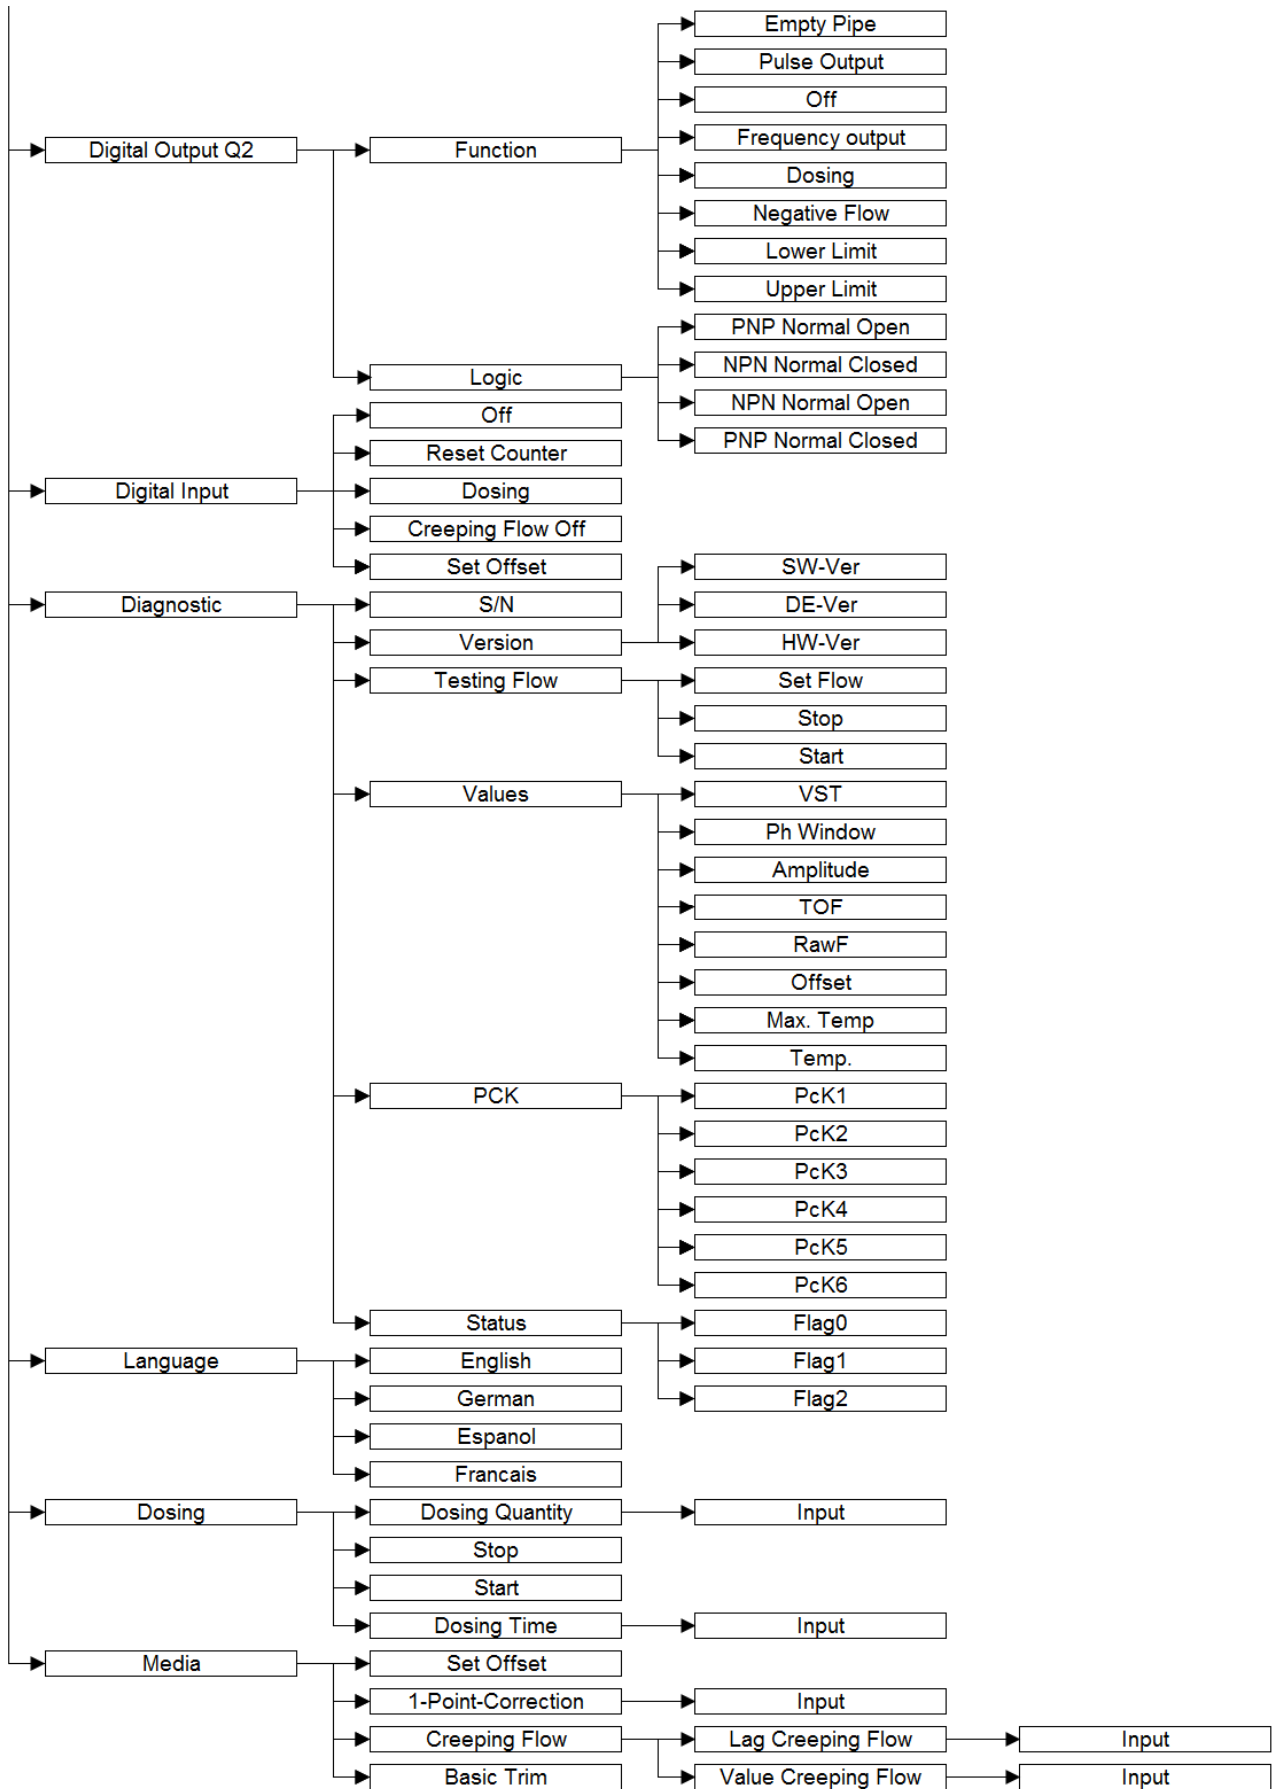 Empty Pipe
Pulse Output
Off
Frequency output
Digital Output Q2
Function
Dosing
Negative Flow
Lower Limit
Upper Limit
PNP Normal Open
NPN Normal Closed
Logic
NPN Normal Open
Off
PNP Normal Closed
Reset Counter
Digital Input
Dosing
Creeping Flow Off
Set Offset
SW-Ver
Diagnostic
S/N
DE-Ver
Version
HW-Ver
Testing Flow
Set Flow
Stop
Start
Values
VST
Ph Window
Amplitude
TOF
RawF
Offset
Max. Temp
Temp.
PCK
PcK1
PcK2
PcK3
PcK4
PcK5
PcK6
Status
Flag0
Language
English
Flag1
German
Flag2
Espanol
Francais
Dosing
Dosing Quantity
Input
Stop
Start
Dosing Time
Input
Media
Set Offset
1-Point-Correction
Input
Creeping Flow
Lag Creeping Flow
Input
Basic Trim
Value Creeping Flow
Input